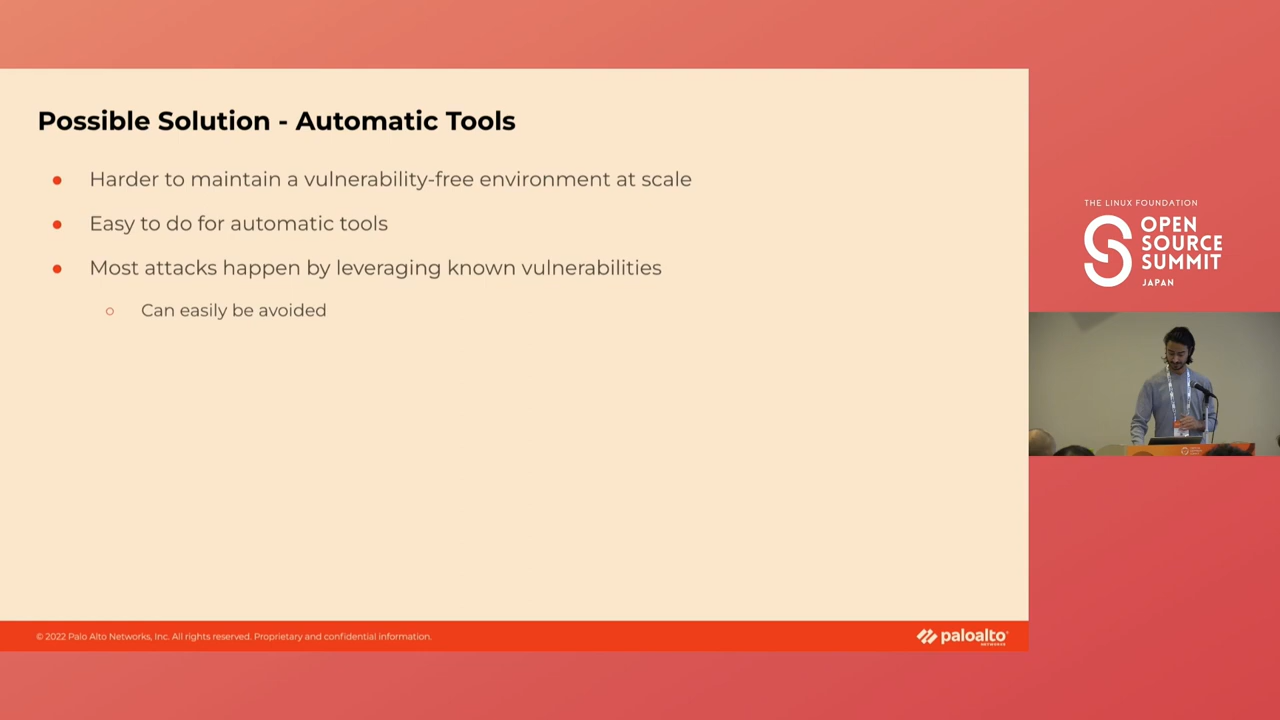 Possible Solution - Automatic Tools
Harder to maintain a vulnerability-free environment at scale
Easy to do for automatic tools
Most attacks happen by leveraging known vulnerabilities
Can easily be avoided
© 2022 Palo Alto Networks, Inc. All rights reserved. Proprietary and confidential information.
paloalto
NETWORKS
THE LINUX FOUNDATION
OPEN
SOURCE
SUMMIT
JAPAN